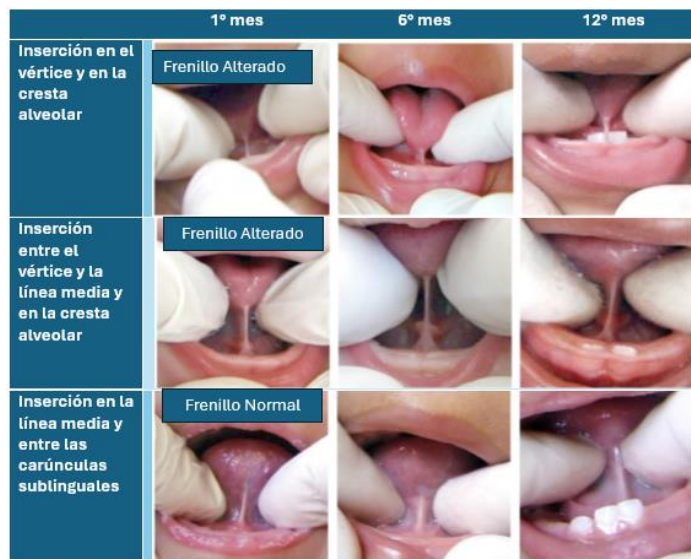 1º mes
6º mes
12º mes
Inserción en el
vértice y en la
cresta
alveolar
Frenillo Alterado
Inserción
entre el
vértice y la
línea media y
en la cresta
alveolar
Frenillo Alterado
Inserción en la
línea media y
entre las
carúnculas
sublinguales
Frenillo Normal